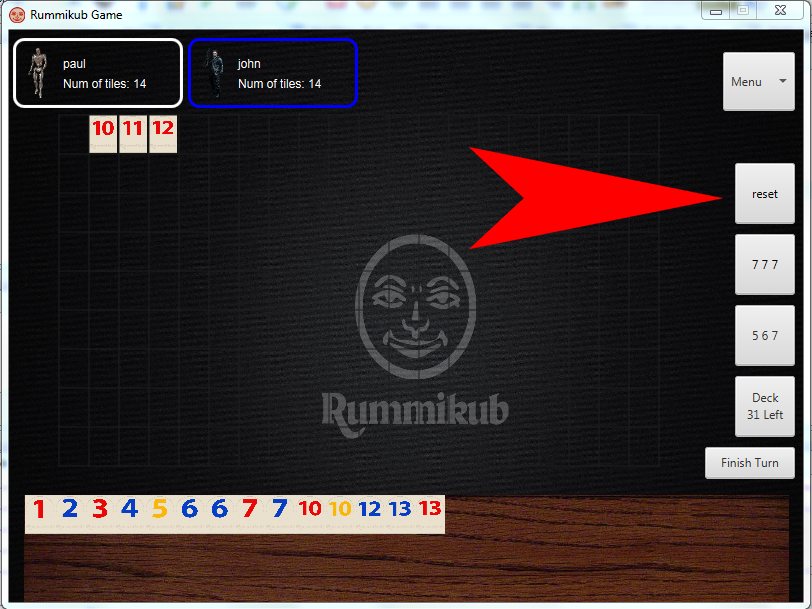 Rummikub Game
paul
Num of tiles: 14
john
Num of tiles: 14
Menu
10 11 12
reset
7 7 7
5 6 7
Rummikub
Deck
31 Left
Finish Turn
1 2 3 4 5 6 6 7 7 10 10 12 13 13